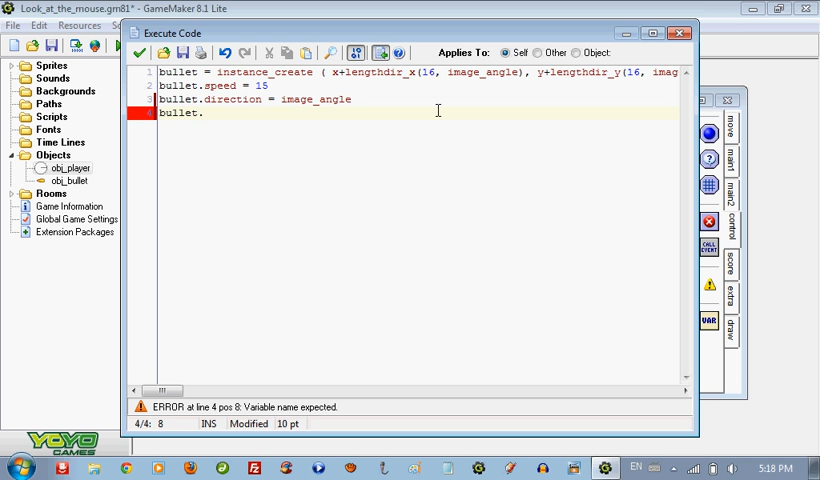 Look_at_the_mouse.gm81* - GameMaker 8.1 Lite
File Edit Resources
Execute Code
Applies To: Self Other Object:
Sprites
Sounds
Backgrounds
Paths
Scripts
Fonts
Time Lines
Objects
obj_player
obj_bullet
Rooms
Game Information
Global Game Settings
Extension Packages
1 bullet = instance_create ( x+lengthdir_x(16, image_angle), y+lengthdir_y(16, imag
2 bullet.speed = 15
3 bullet.direction = image_angle
4 bullet.
move
main1
main2
control
score
extra
draw
CALL EVENT
VAR
ERROR at line 4 pos 8: Variable name expected.
4/4: 8 INS Modified 10 pt
YOYO
GAMES
EN 5:18 PM